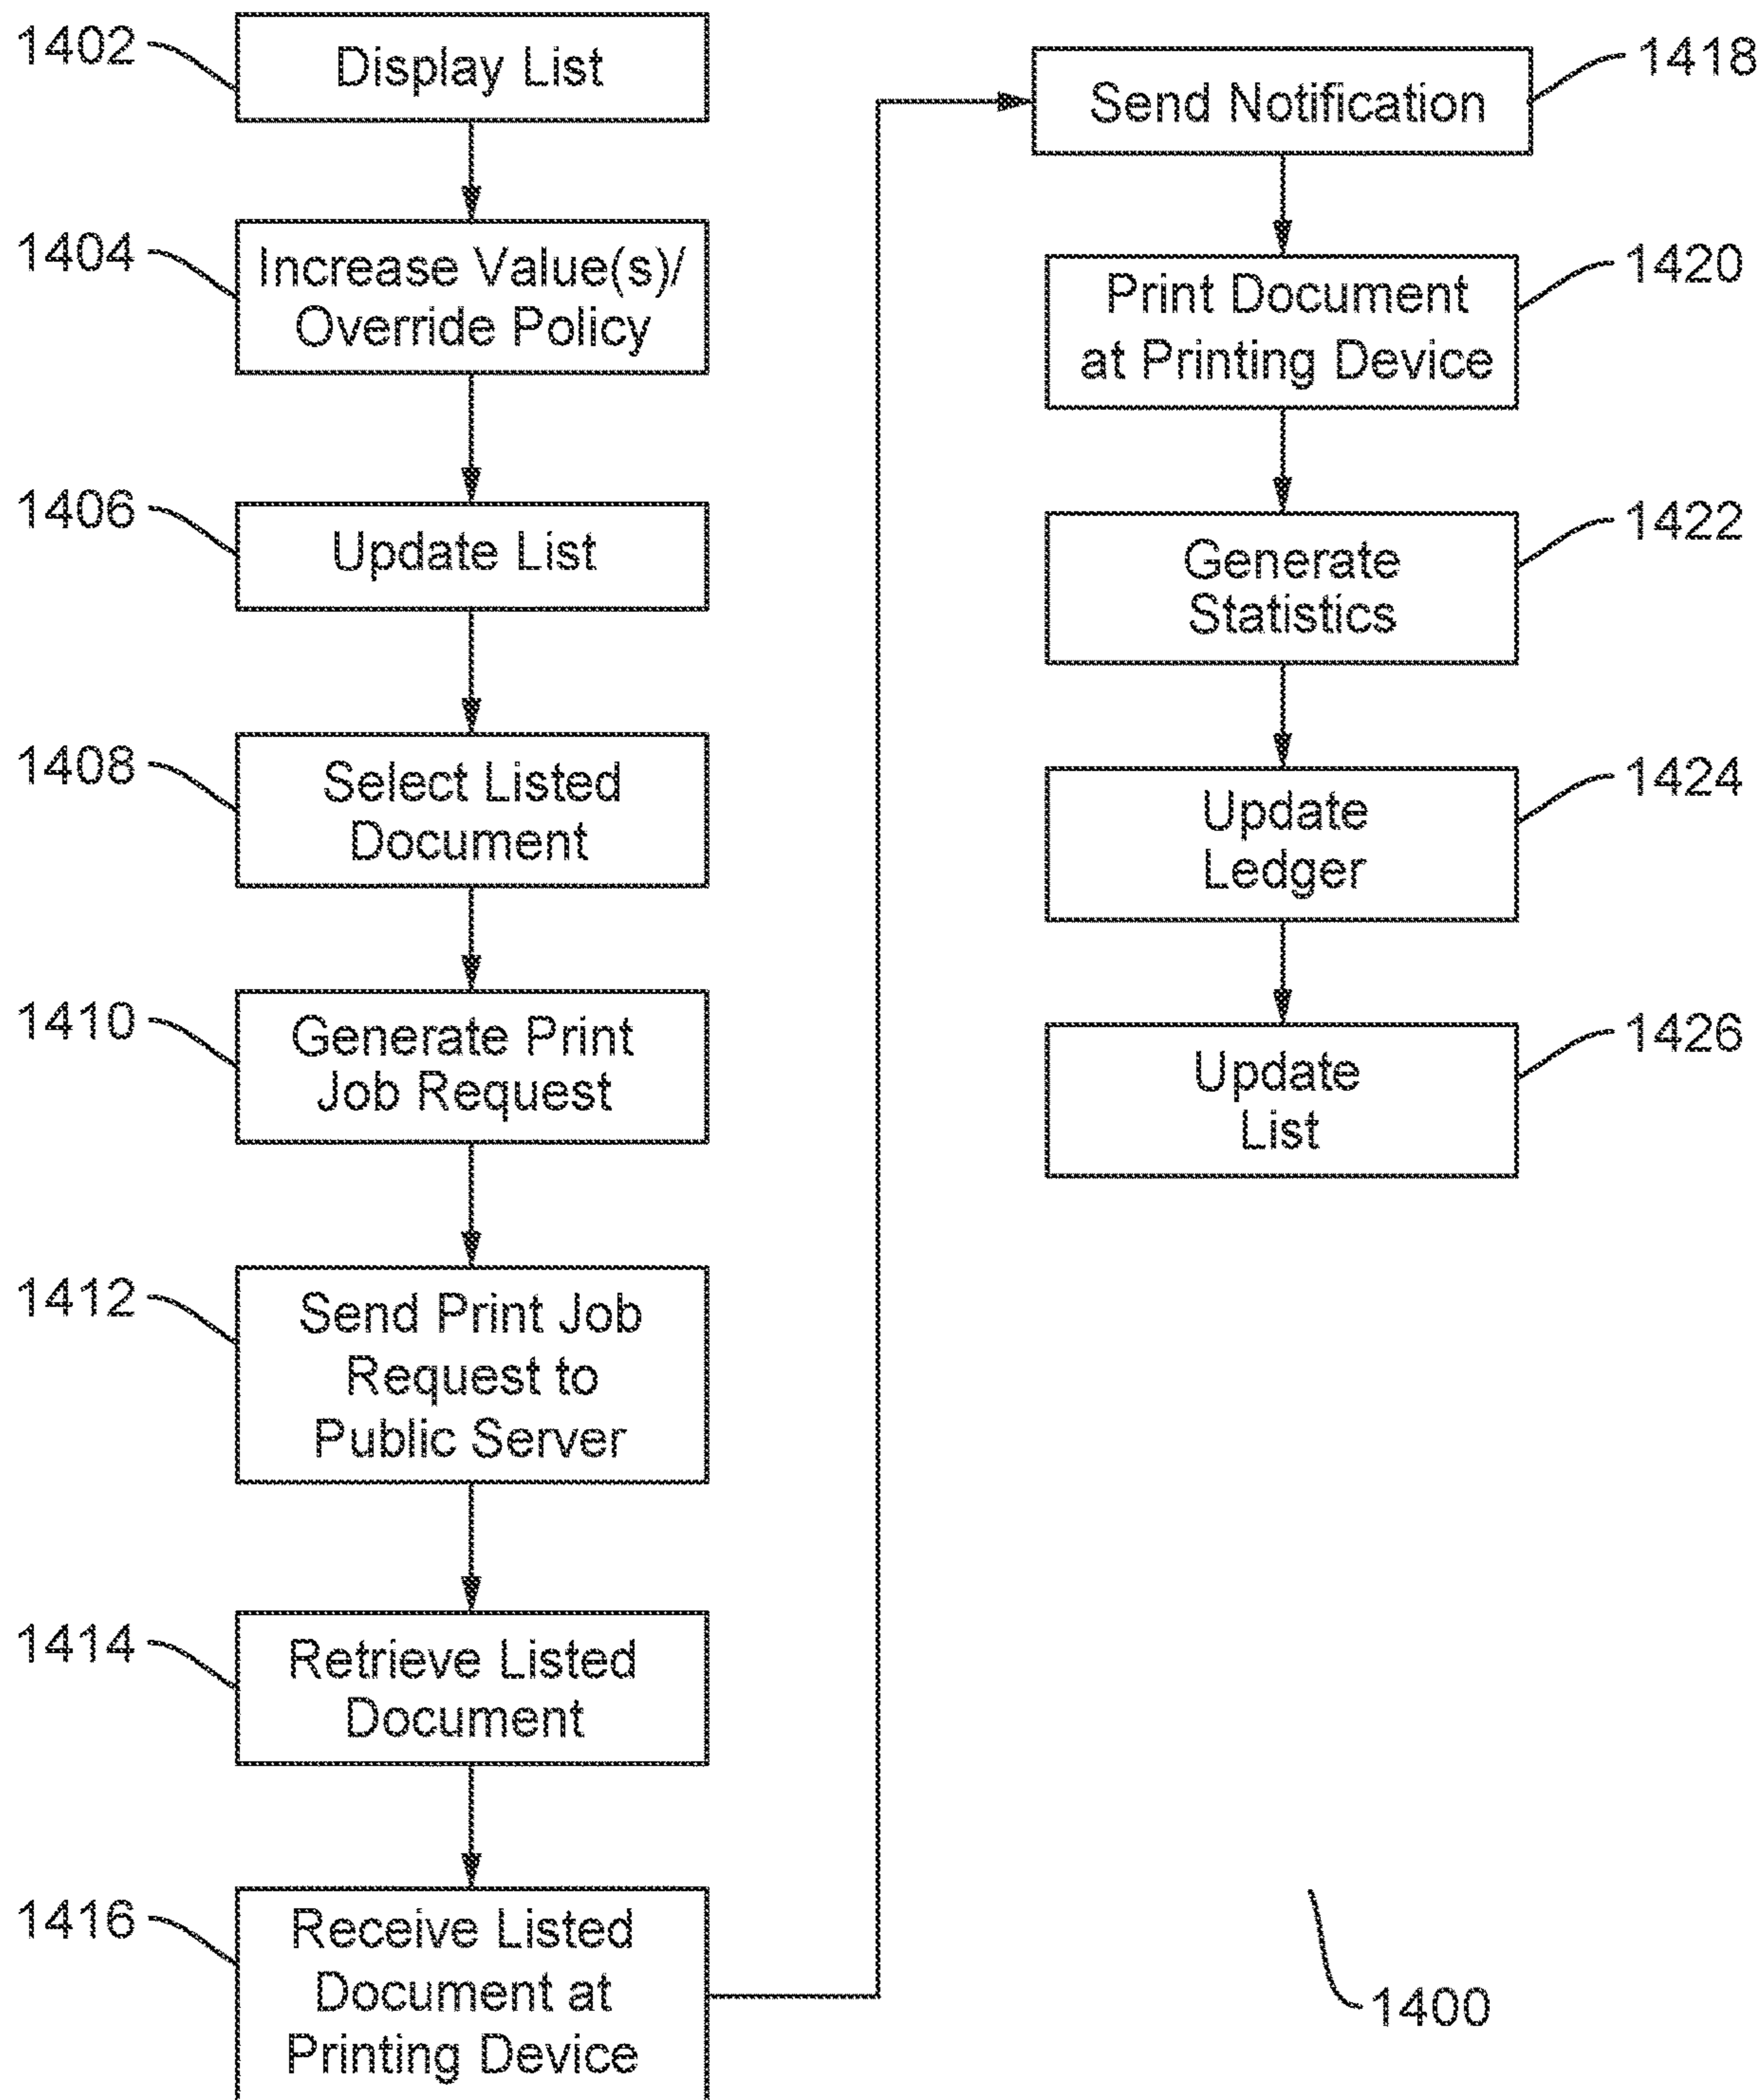 1402
Display List
1404
Increase Value(s)/
Override Policy
1406
Update List
1408
Select Listed
Document
1410
Generate Print
Job Request
1412
Send Print Job
Request to
Public Server
1414
Retrieve Listed
Document
1416
Receive Listed
Document at
Printing Device
1418
Send Notification
1420
Print Document
at Printing Device
1422
Generate
Statistics
1424
Update
Ledger
1426
Update
List
1400